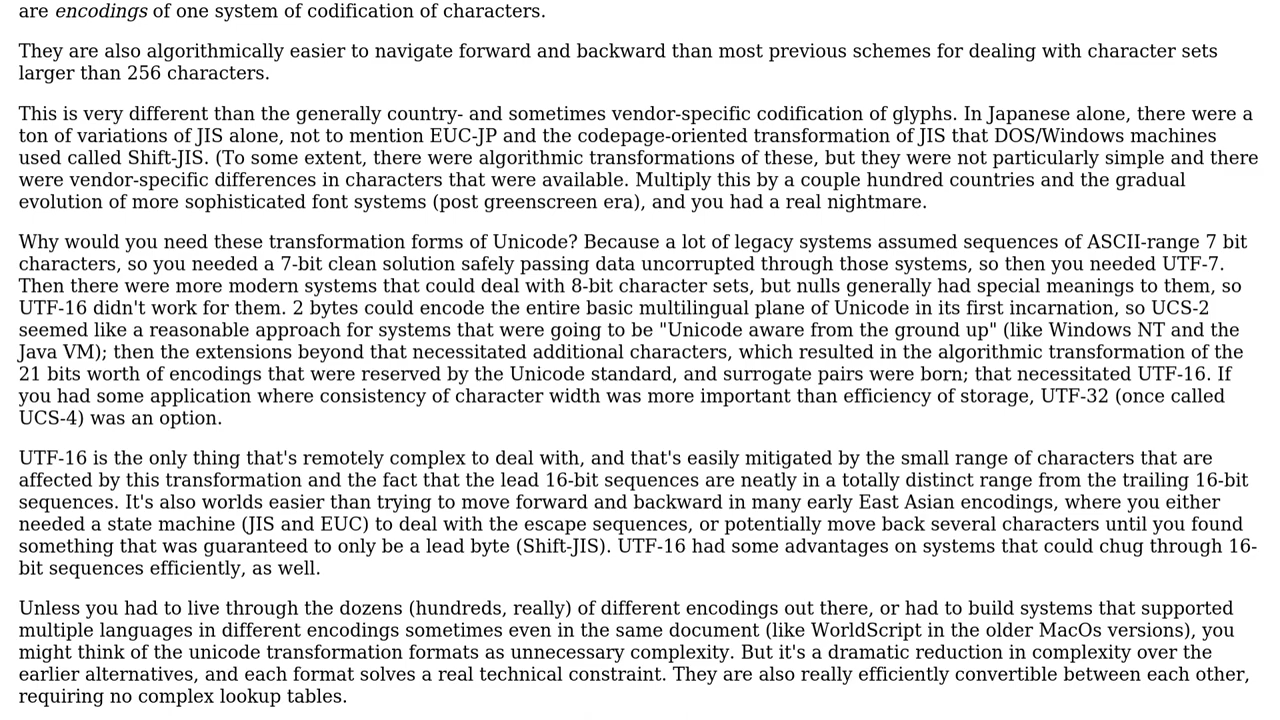 are encodings of one system of codification of characters.
They are also algorithmically easier to navigate forward and backward than most previous schemes for dealing with character sets
larger than 256 characters.
This is very different than the generally country- and sometimes vendor-specific codification of glyphs. In Japanese alone, there were a
ton of variations of JIS alone, not to mention EUC-JP and the codepage-oriented transformation of JIS that DOS/Windows machines
used called Shift-JIS. (To some extent, there were algorithmic transformations of these, but they were not particularly simple and there
were vendor-specific differences in characters that were available. Multiply this by a couple hundred countries and the gradual
evolution of more sophisticated font systems (post greenscreen era), and you had a real nightmare.
Why would you need these transformation forms of Unicode? Because a lot of legacy systems assumed sequences of ASCII-range 7 bit
characters, so you needed a 7-bit clean solution safely passing data uncorrupted through those systems, so then you needed UTF-7.
Then there were more modern systems that could deal with 8-bit character sets, but nulls generally had special meanings to them, so
UTF-16 didn't work for them. 2 bytes could encode the entire basic multilingual plane of Unicode in its first incarnation, so UCS-2
seemed like a reasonable approach for systems that were going to be "Unicode aware from the ground up" (like Windows NT and the
Java VM); then the extensions beyond that necessitated additional characters, which resulted in the algorithmic transformation of the
21 bits worth of encodings that were reserved by the Unicode standard, and surrogate pairs were born; that necessitated UTF-16. If
you had some application where consistency of character width was more important than efficiency of storage, UTF-32 (once called
UCS-4) was an option.
UTF-16 is the only thing that's remotely complex to deal with, and that's easily mitigated by the small range of characters that are
affected by this transformation and the fact that the lead 16-bit sequences are neatly in a totally distinct range from the trailing 16-bit
sequences. It's also worlds easier than trying to move forward and backward in many early East Asian encodings, where you either
needed a state machine (JIS and EUC) to deal with the escape sequences, or potentially move back several characters until you found
something that was guaranteed to only be a lead byte (Shift-JIS). UTF-16 had some advantages on systems that could chug through 16-
bit sequences efficiently, as well.
Unless you had to live through the dozens (hundreds, really) of different encodings out there, or had to build systems that supported
multiple languages in different encodings sometimes even in the same document (like WorldScript in the older MacOs versions), you
might think of the unicode transformation formats as unnecessary complexity. But it's a dramatic reduction in complexity over the
earlier alternatives, and each format solves a real technical constraint. They are also really efficiently convertible between each other,
requiring no complex lookup tables.